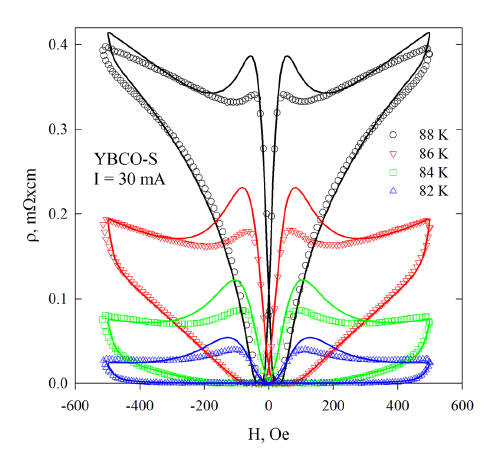 0.4
0.3
0.2
0.1
0.0
ρ, mΩxcm
YBCO-S
I = 30 mA
88 K
86 K
84 K
82 K
-600 -400 -200 0 200 400 600
H, Oe